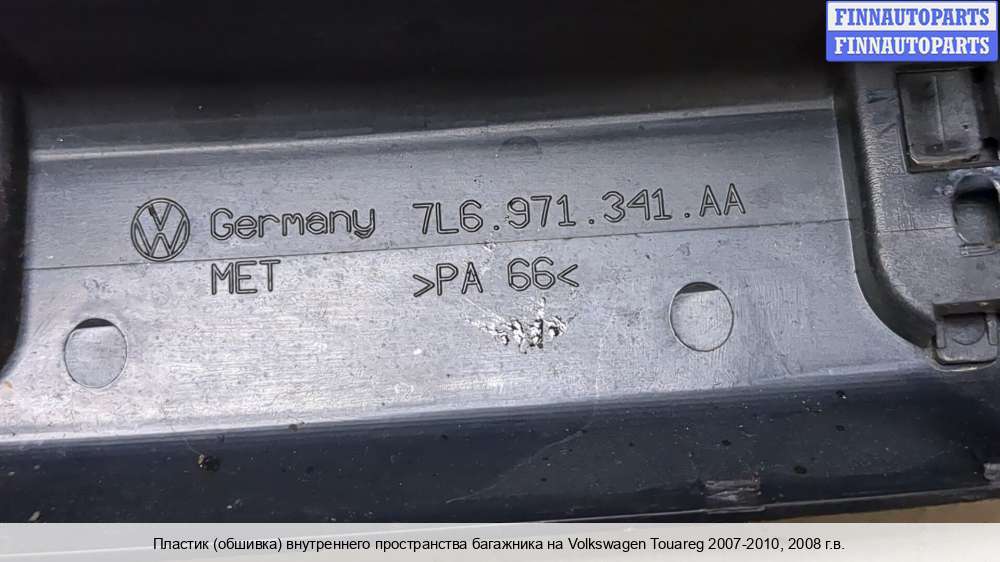 FINNAUTOPARTS
FINNAUTOPARTS
Germany 7L6.971.341.AA
MET >PA 66<
Пластик (обшивка) внутреннего пространства багажника на Volkswagen Touareg 2007-2010, 2008 г.в.